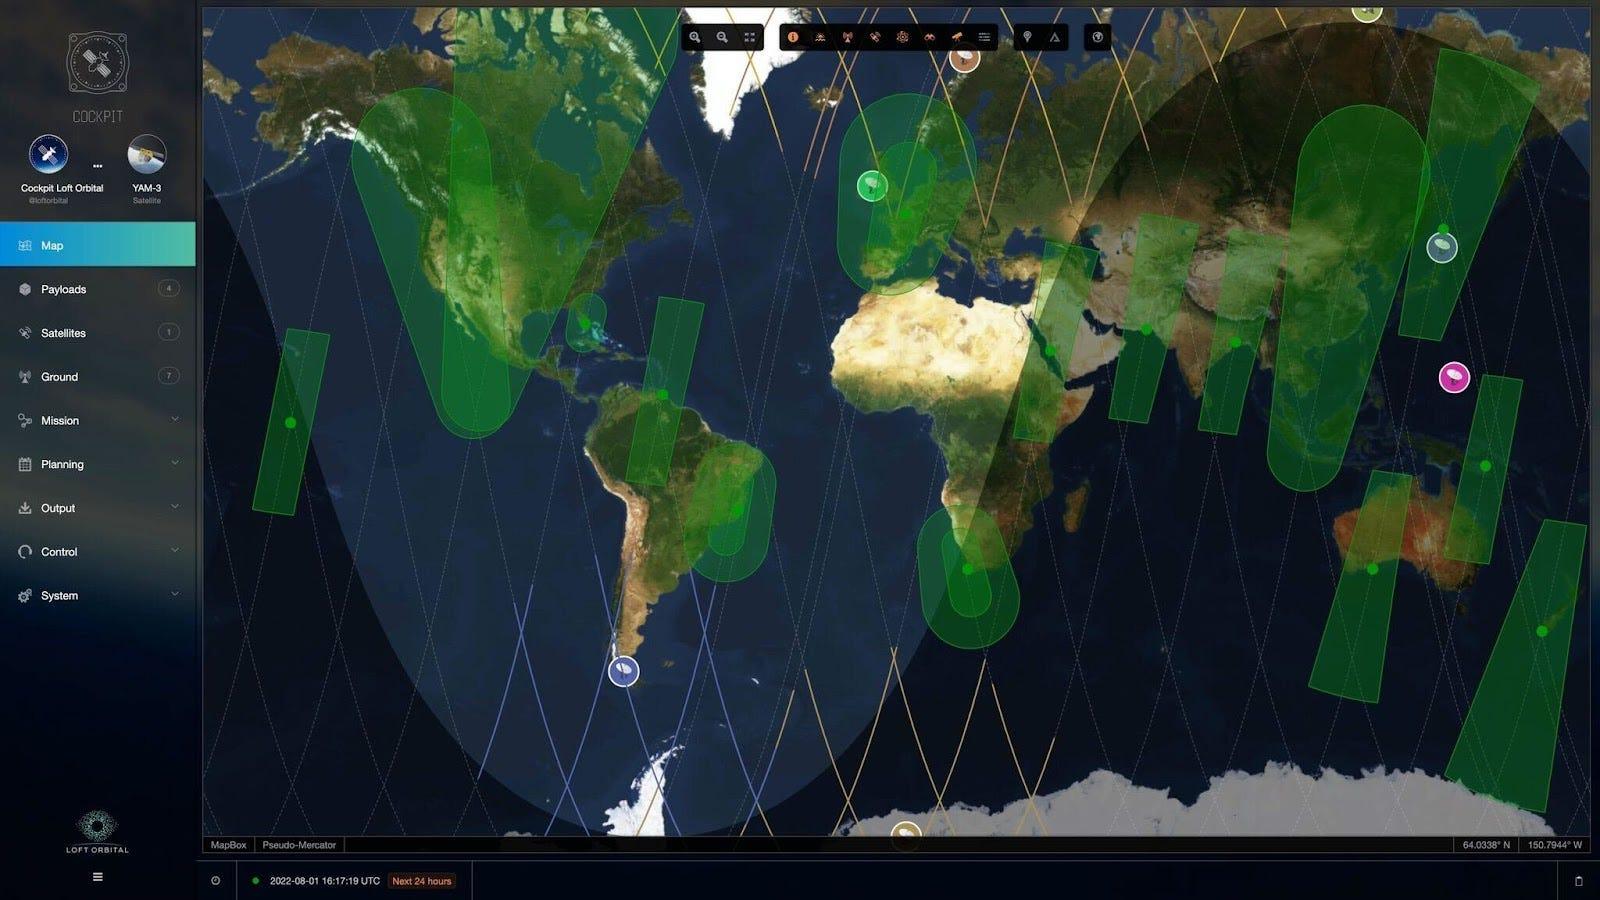 COCKPIT
Cockpit Loft Orbital
@loftorbital
YAM-3
Satellite
Map
Payloads 4
Satellites 1
Ground 7
Mission
Planning
Output
Control
System
LOFT ORBITAL
MapBox
Pseudo-Mercator
64.0338° N
150.7944° W
2022-08-01 16:17:19 UTC
Next 24 hours